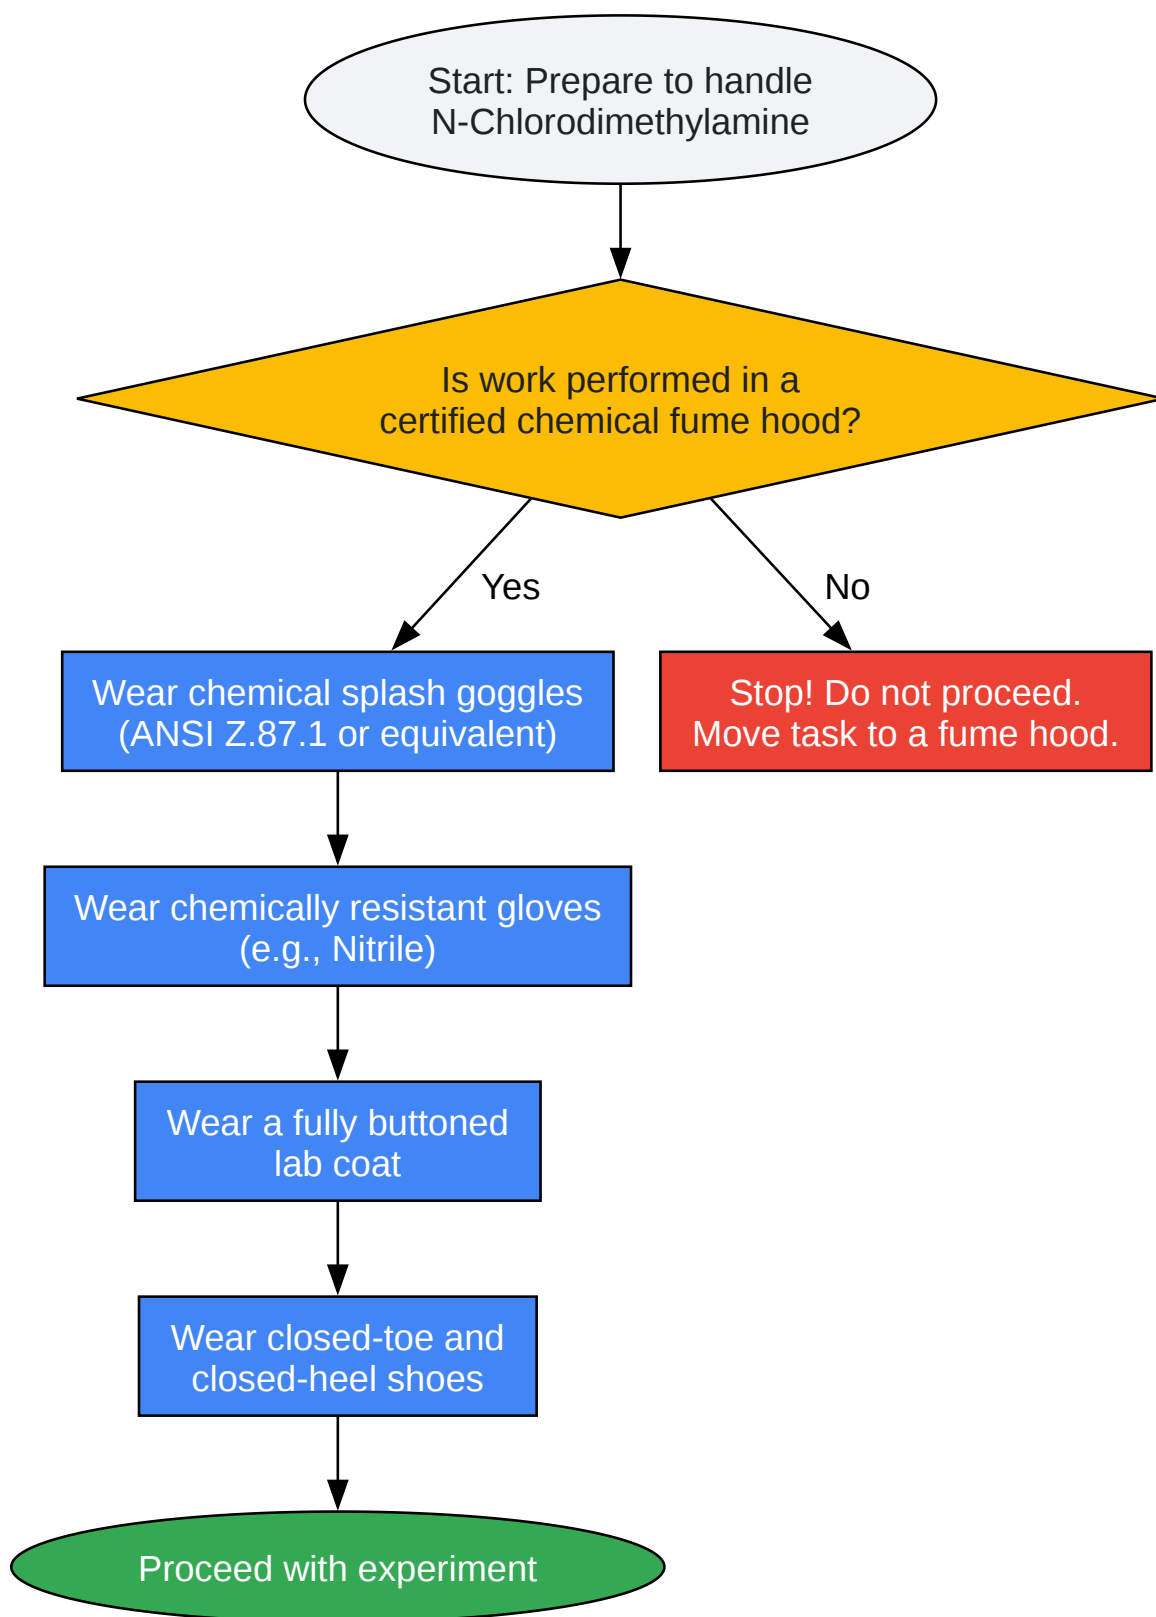 Start: Prepare to handle
N-Chlorodimethylamine
Is work performed in a
certified chemical fume hood?
Yes
No
Wear chemical splash goggles
(ANSI Z.87.1 or equivalent)
Stop! Do not proceed.
Move task to a fume hood.
Wear chemically resistant gloves
(e.g., Nitrile)
Wear a fully buttoned
lab coat
Wear closed-toe and
closed-heel shoes
Proceed with experiment